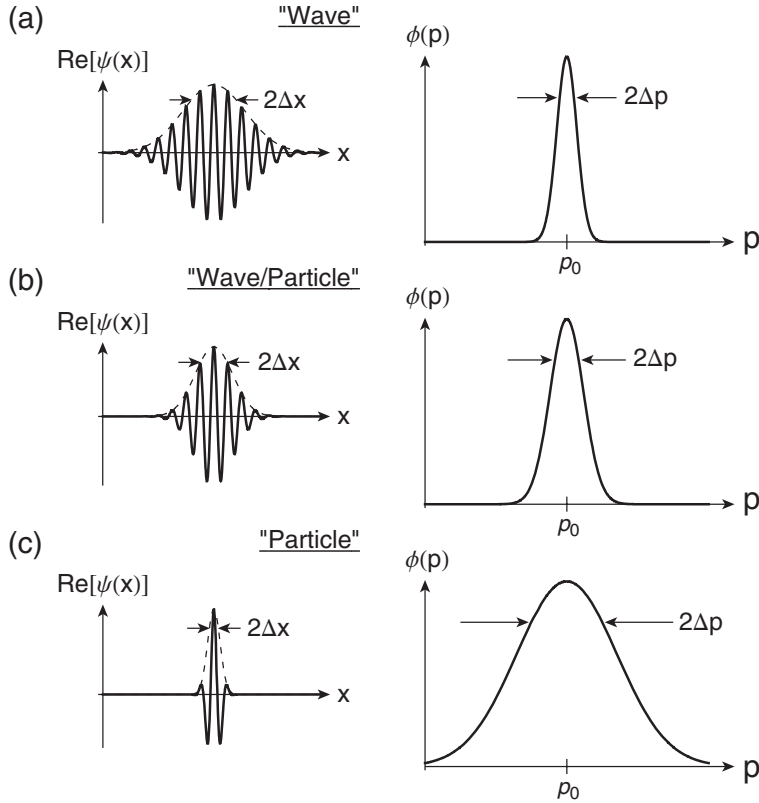 (a)
"Wave"
Re[ψ(x)]
2Δx
x
ϕ(p)
2Δp
p
p0
(b)
"Wave/Particle"
Re[ψ(x)]
2Δx
x
ϕ(p)
2Δp
p
p0
(c)
"Particle"
Re[ψ(x)]
2Δx
x
ϕ(p)
2Δp
p
p0